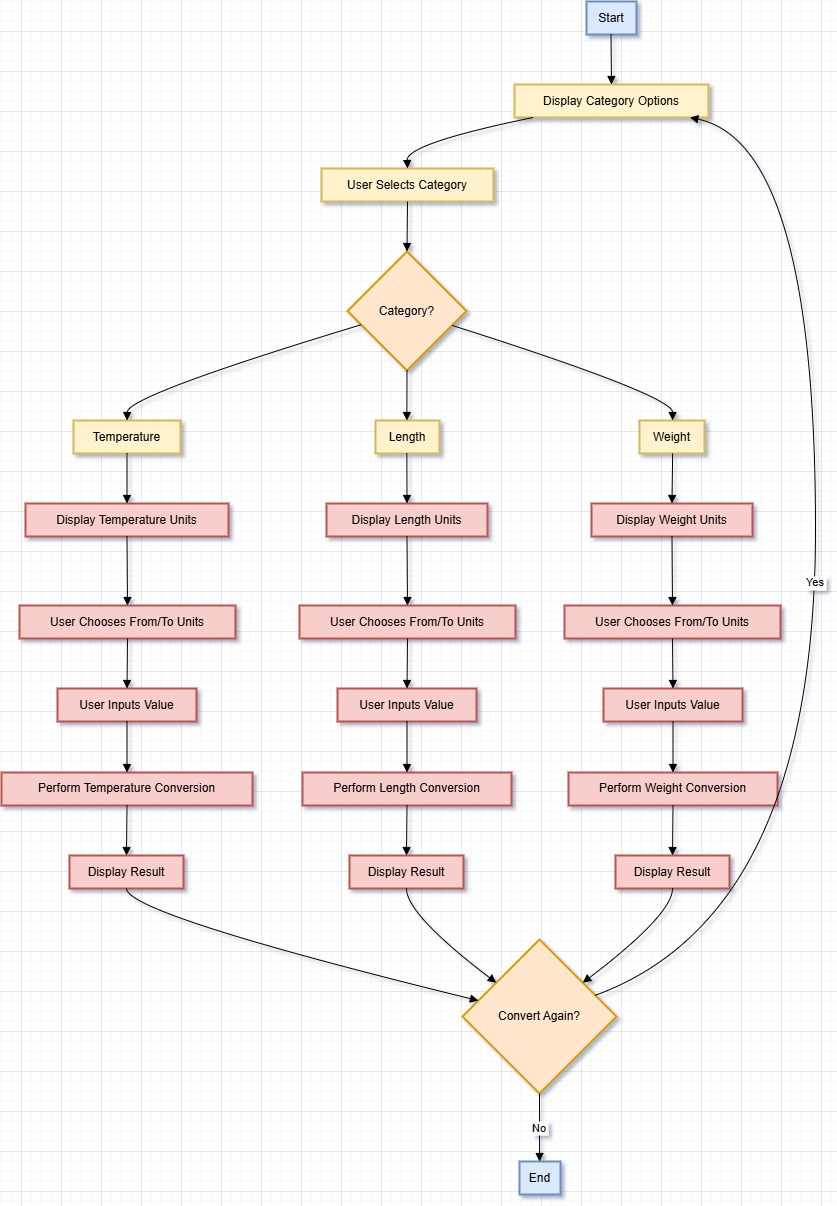 Start
Display Category Options
User Selects Category
Category?
Temperature
Length
Weight
Display Temperature Units
Display Length Units
Display Weight Units
Yes
User Chooses From/To Units
User Chooses From/To Units
User Chooses From/To Units
User Inputs Value
User Inputs Value
User Inputs Value
Perform Temperature Conversion
Perform Length Conversion
Perform Weight Conversion
Display Result
Display Result
Display Result
Convert Again?
No
End